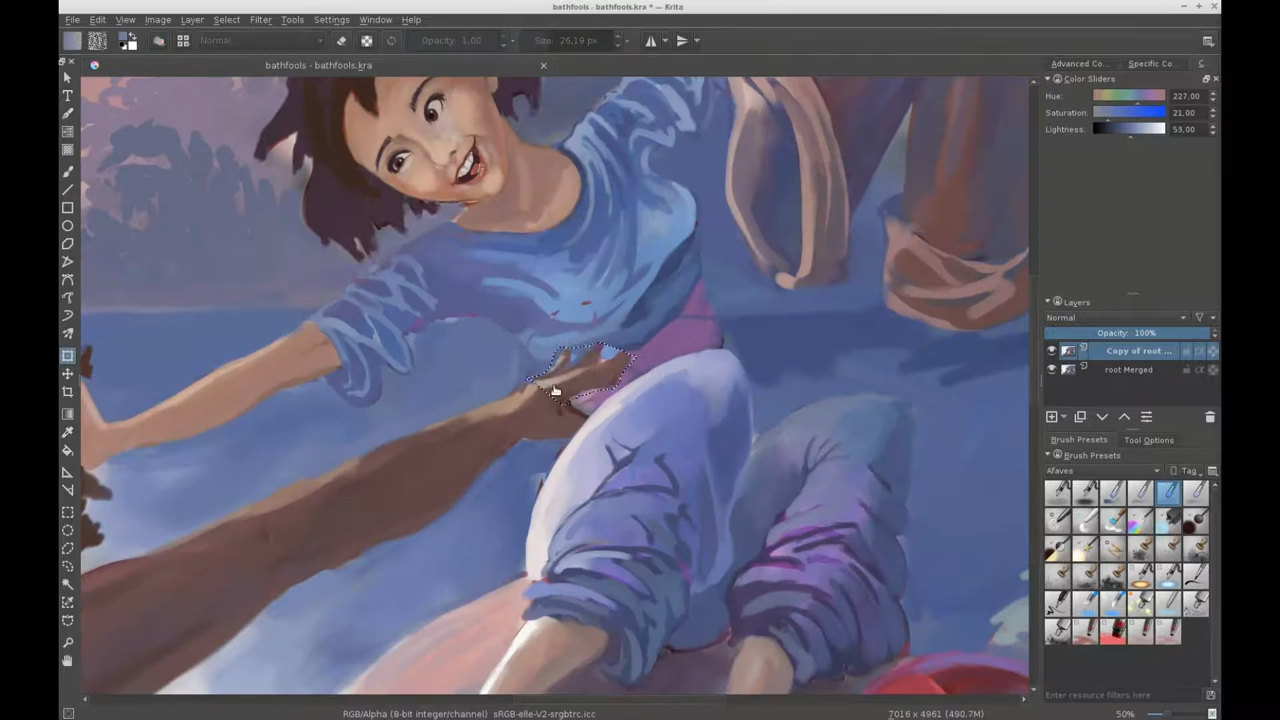 bathfools - bathfools.kra * — Krita
File Edit View Image Layer Select Filter Tools Settings Window Help
Normal Opacity: 1.00 Size: 26,19 px
bathfools - bathfools.kra
Advanced Co... Specific Co... C
Color Sliders
Hue: 227,00
Saturation: 21,00
Lightness: 53,00
Layers
Normal
Opacity: 100%
Copy of root ...
root Merged
Brush Presets Tool Options
Brush Presets
Afaves Tag
Enter resource filters here
RGB/Alpha (8-bit integer/channel) sRGB-elle-V2-srgbtrc.icc 7016 x 4961 (490.7M) 50%